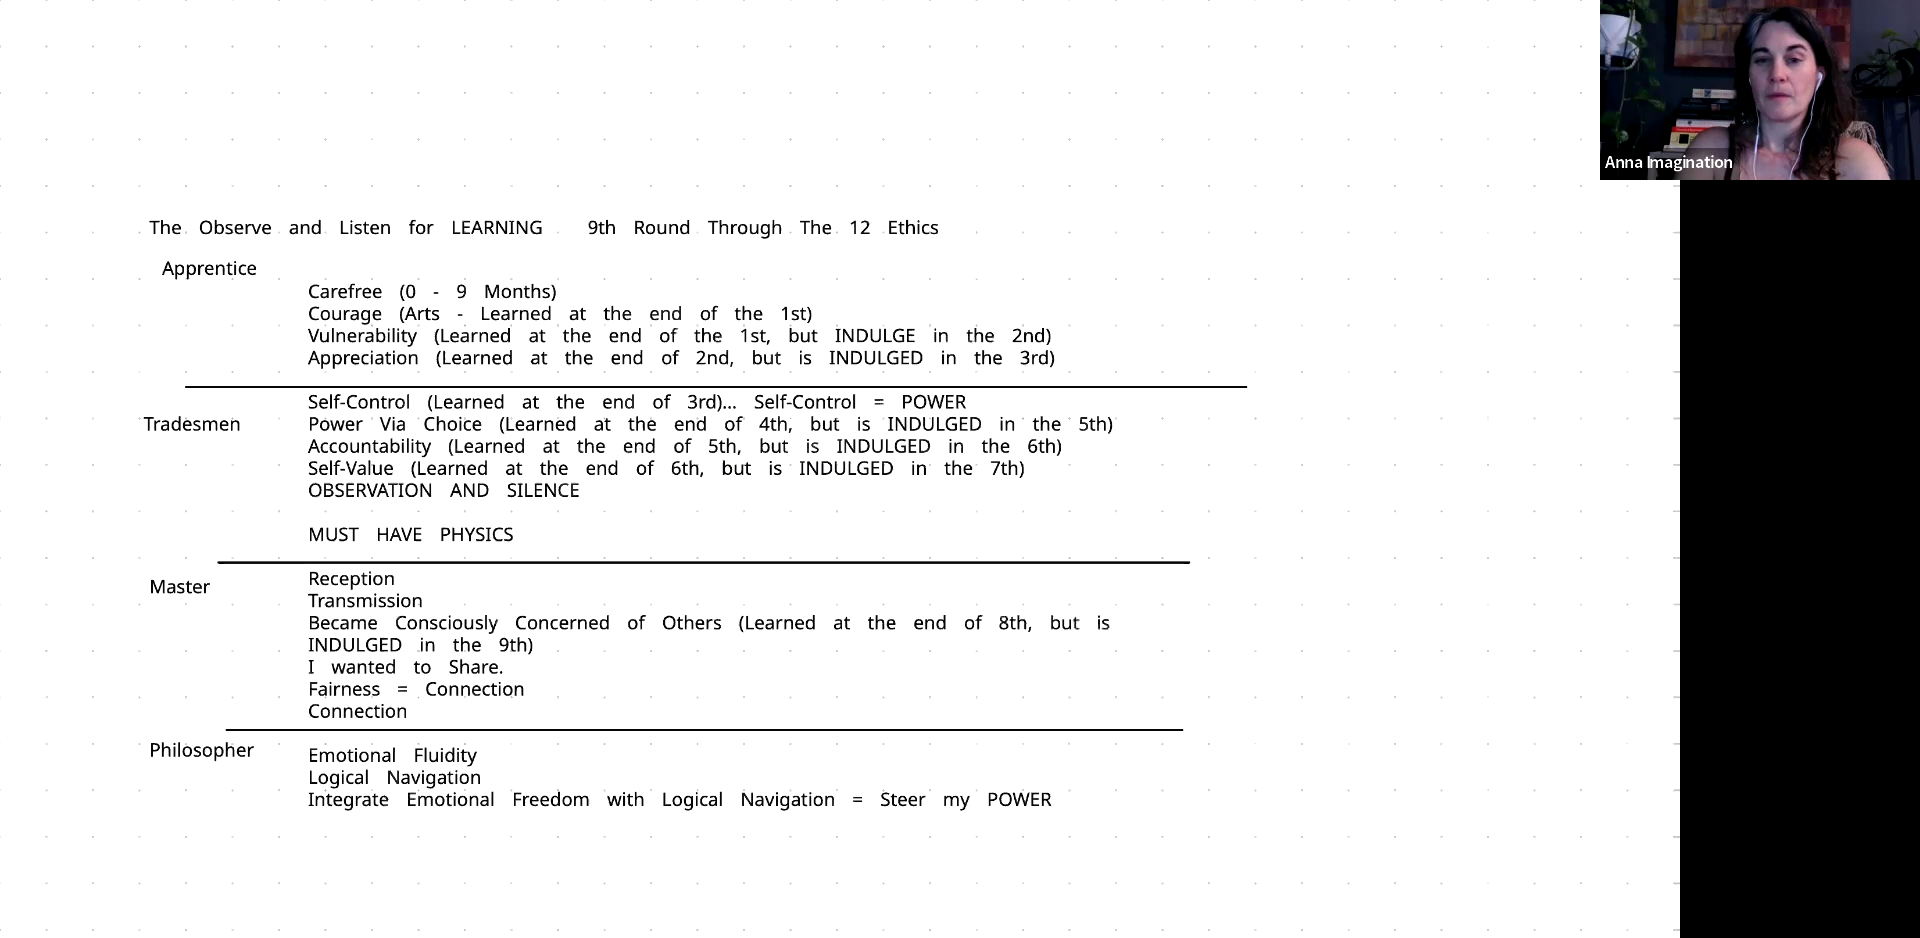 Anna Imagination
The Observe and Listen for LEARNING 9th Round Through The 12 Ethics
Apprentice
Carefree (0 - 9 Months)
Courage (Arts - Learned at the end of the 1st)
Vulnerability (Learned at the end of the 1st, but INDULGE in the 2nd)
Appreciation (Learned at the end of 2nd, but is INDULGED in the 3rd)
Self-Control (Learned at the end of 3rd)... Self-Control = POWER
Tradesmen
Power Via Choice (Learned at the end of 4th, but is INDULGED in the 5th)
Accountability (Learned at the end of 5th, but is INDULGED in the 6th)
Self-Value (Learned at the end of 6th, but is INDULGED in the 7th)
OBSERVATION AND SILENCE
MUST HAVE PHYSICS
Master
Reception
Transmission
Became Consciously Concerned of Others (Learned at the end of 8th, but is
INDULGED in the 9th)
I wanted to Share.
Fairness = Connection
Connection
Philosopher
Emotional Fluidity
Logical Navigation
Integrate Emotional Freedom with Logical Navigation = Steer my POWER